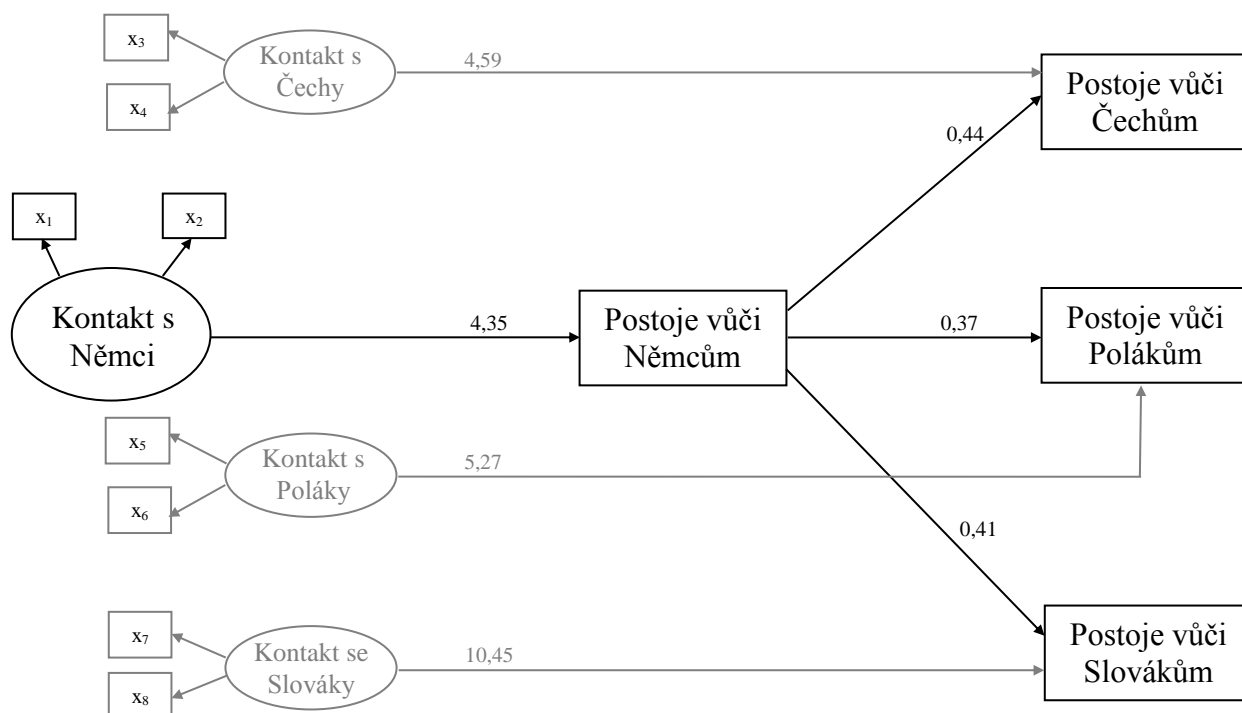 x₃
Kontakt s
Čechy
4,59
x₄
Postoje vůči
Čechům
0,44
x₁
x₂
Kontakt s
Němci
4,35
Postoje vůči
Němcům
0,37
Postoje vůči
Polákům
x₅
Kontakt s
Poláky
5,27
x₆
0,41
x₇
Kontakt se
Slováky
10,45
x₈
Postoje vůči
Slovákům